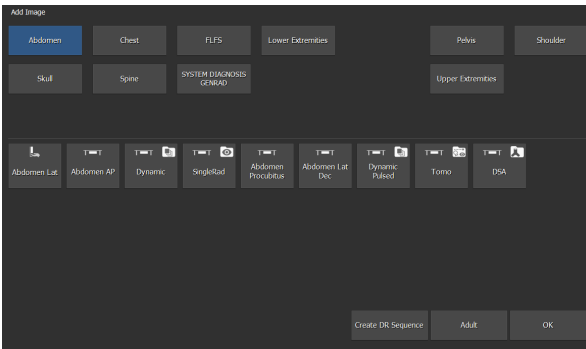 Add Image
Abdomen
Chest
FLFS
Lower Extremities
Pelvis
Shoulder
Skull
Spine
SYSTEM DIAGNOSIS
GENRAD
Upper Extremities
Abdomen Lat
Abdomen AP
Dynamic
SingleRad
Abdomen
Procubitus
Abdomen Lat
Dec
Dynamic
Pulsed
Tomo
DSA
Create DR Sequence
Adult
OK